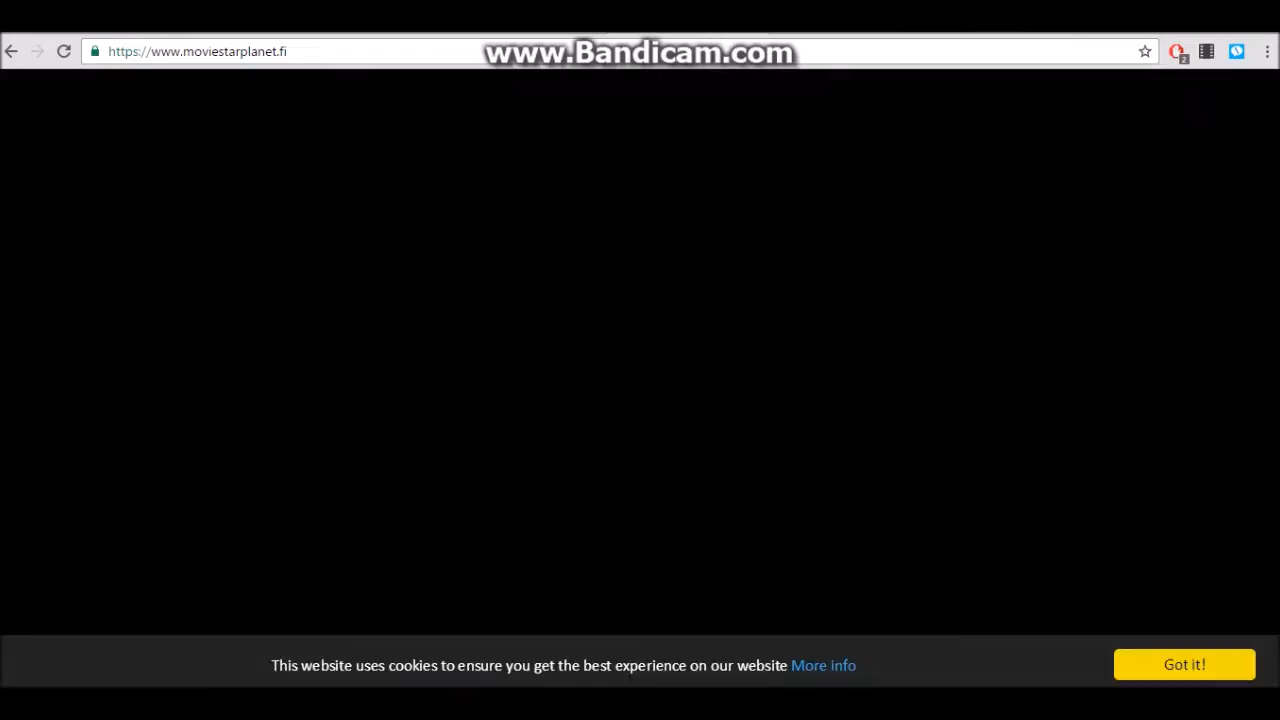 https://www.moviestarplanet.fi
www.Bandicam.com
2
This website uses cookies to ensure you get the best experience on our website More info
Got it!